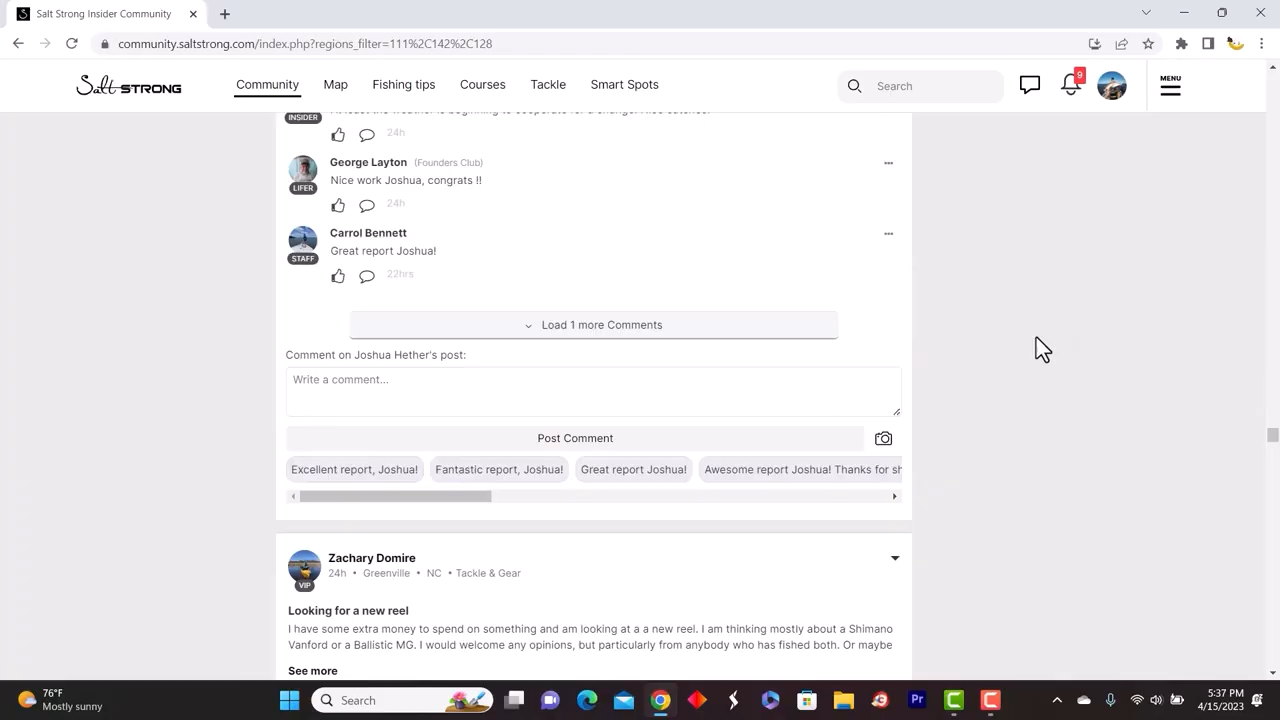 Salt Strong Insider Community
community.saltstrong.com/index.php?regions_filter=111%2C142%2C128
Salt STRONG
Community
Map
Fishing tips
Courses
Tackle
Smart Spots
Search
9
MENU
INSIDER
24h
George Layton (Founders Club)
Nice work Joshua, congrats !!
LIFER
24h
Carrol Bennett
Great report Joshua!
STAFF
22hrs
Load 1 more Comments
Comment on Joshua Hether's post:
Write a comment...
Post Comment
Excellent report, Joshua!
Fantastic report, Joshua!
Great report Joshua!
Awesome report Joshua! Thanks for sh
Zachary Domire
24h • Greenville • NC • Tackle & Gear
VIP
Looking for a new reel
I have some extra money to spend on something and am looking at a a new reel. I am thinking mostly about a Shimano
Vanford or a Ballistic MG. I would welcome any opinions, but particularly from anybody who has fished both. Or maybe
See more
76°F
Mostly sunny
Search
Pr
5:37 PM
4/15/2023